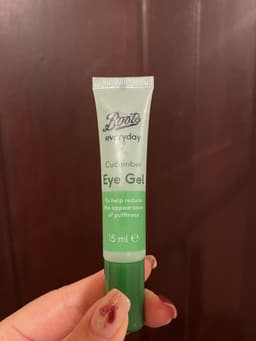 Boots
everyday
Cucumber
Eye Gel
To help reduce
the appearance
of puffiness
15 ml ℮